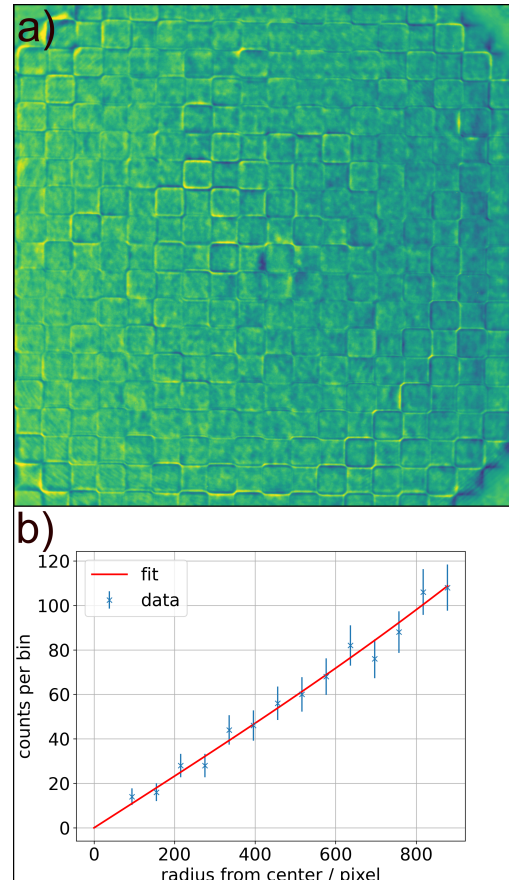 a)
b)
120
100
80
60
40
20
0
counts per bin
fit
data
0 200 400 600 800
radius from center / pixel